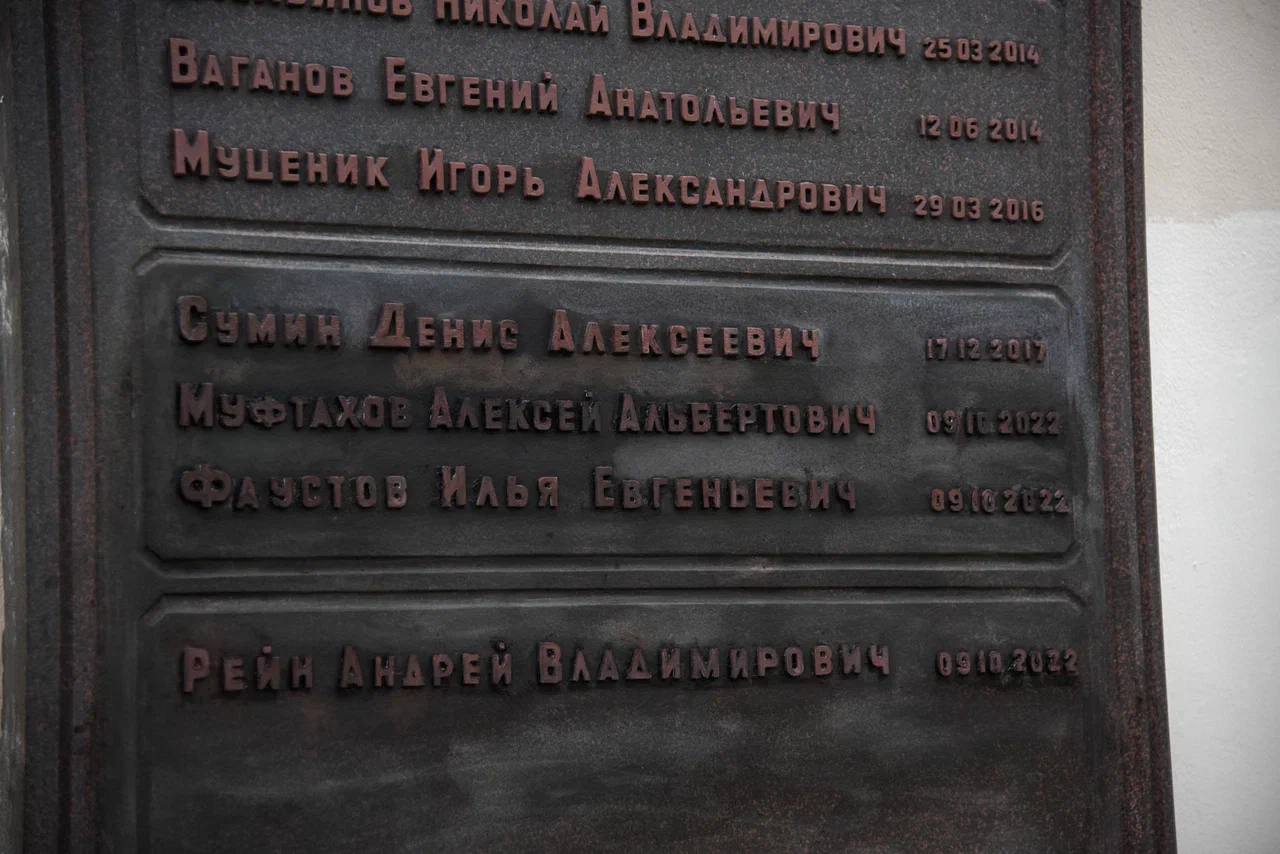 Николай Владимирович 25 03 2014
Ваганов Евгений Анатольевич 12 06 2014
Муценик Игорь Александрович 29 03 2016
Сумин Денис Алексеевич 17 12 2017
Муфтахов Алексей Альбертович 09 10 2022
Фаустов Илья Евгеньевич 09 10 2022
Рейн Андрей Владимирович 09 10 2022